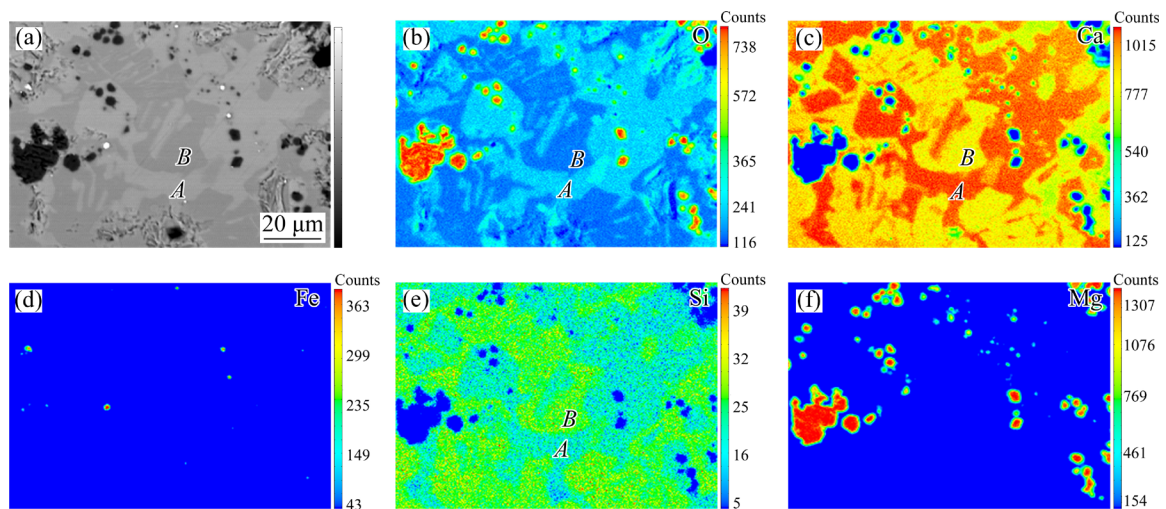 (a)
B
A
20 μm
(b)
O
B
A
Counts
738
572
365
241
116
(c)
Ca
B
A
Counts
1015
777
540
362
125
(d)
Fe
Counts
363
299
235
149
43
(e)
Si
B
A
Counts
39
32
25
16
5
(f)
Mg
Counts
1307
1076
769
461
154